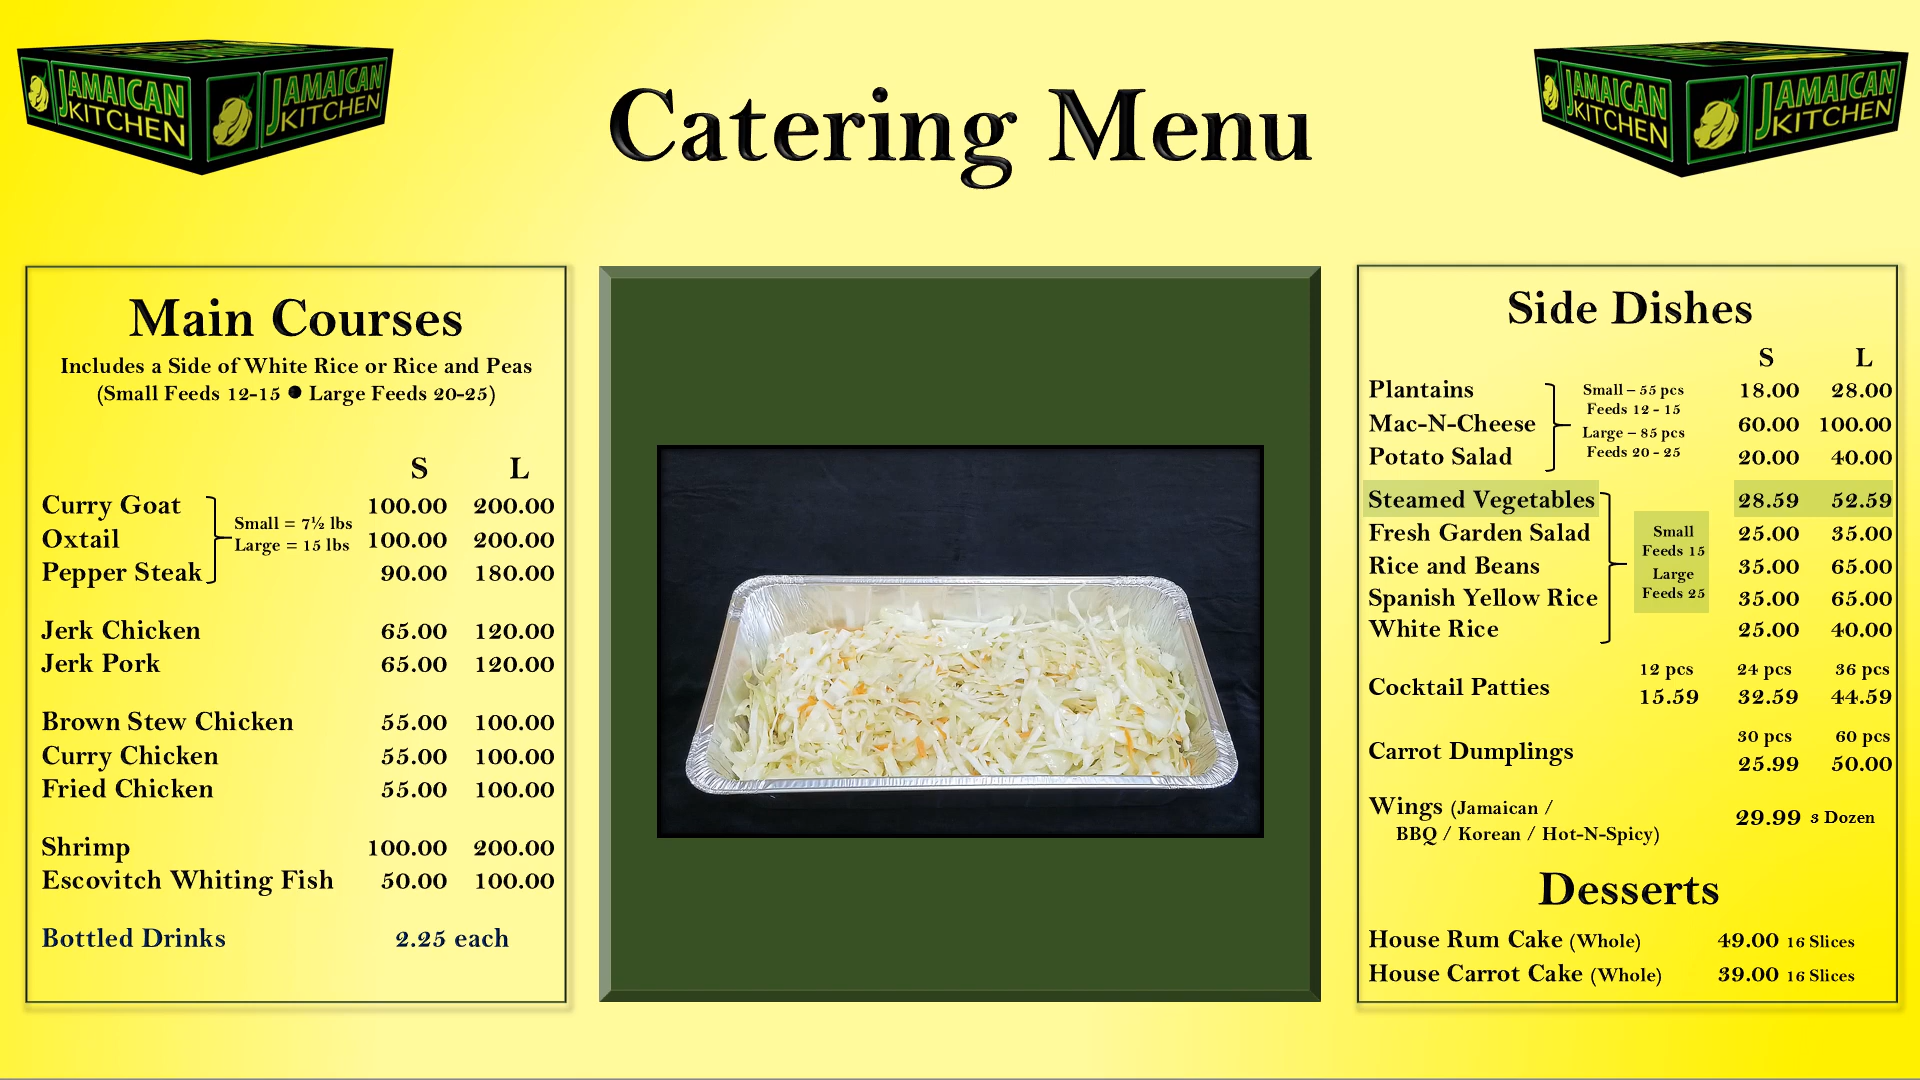 JAMAICAN
KITCHEN
JAMAICAN
KITCHEN
Catering Menu
JAMAICAN
KITCHEN
JAMAICAN
KITCHEN
Main Courses
Includes a Side of White Rice or Rice and Peas
(Small Feeds 12-15 ● Large Feeds 20-25)
S L
Curry Goat 100.00 200.00
Small = 7½ lbs
Oxtail 100.00 200.00
Large = 15 lbs
Pepper Steak 90.00 180.00
Jerk Chicken 65.00 120.00
Jerk Pork 65.00 120.00
Brown Stew Chicken 55.00 100.00
Curry Chicken 55.00 100.00
Fried Chicken 55.00 100.00
Shrimp 100.00 200.00
Escovitch Whiting Fish 50.00 100.00
Bottled Drinks 2.25 each
Side Dishes
S L
Plantains Small – 55 pcs 18.00 28.00
Feeds 12 - 15
Mac-N-Cheese Large – 85 pcs 60.00 100.00
Feeds 20 - 25
Potato Salad 20.00 40.00
Steamed Vegetables 28.59 52.59
Fresh Garden Salad Small 25.00 35.00
Feeds 15
Rice and Beans Large 35.00 65.00
Feeds 25
Spanish Yellow Rice 35.00 65.00
White Rice 25.00 40.00
12 pcs 24 pcs 36 pcs
Cocktail Patties 15.59 32.59 44.59
30 pcs 60 pcs
Carrot Dumplings 25.99 50.00
Wings (Jamaican /
BBQ / Korean / Hot-N-Spicy) 29.99 3 Dozen
Desserts
House Rum Cake (Whole) 49.00 16 Slices
House Carrot Cake (Whole) 39.00 16 Slices